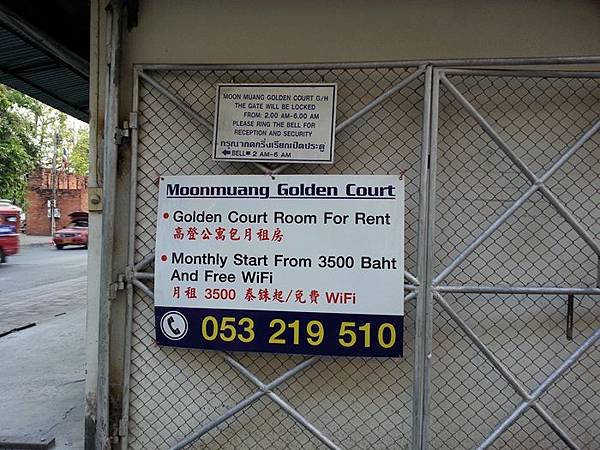 MOON MUANG GOLDEN COURT G/H
THE GATE WILL BE LOCKED
FROM: 2.00 AM-6.00 AM
PLEASE RING THE BELL FOR
RECEPTION AND SECURITY
กรุณากดกริ่งเรียกเปิดประตู
BELL 2 AM-6 AM
Moonmuang Golden Court
Golden Court Room For Rent
高登公寓包月租房
Monthly Start From 3500 Baht
And Free WiFi
月租 3500 泰銖起/免費 WiFi
053 219 510